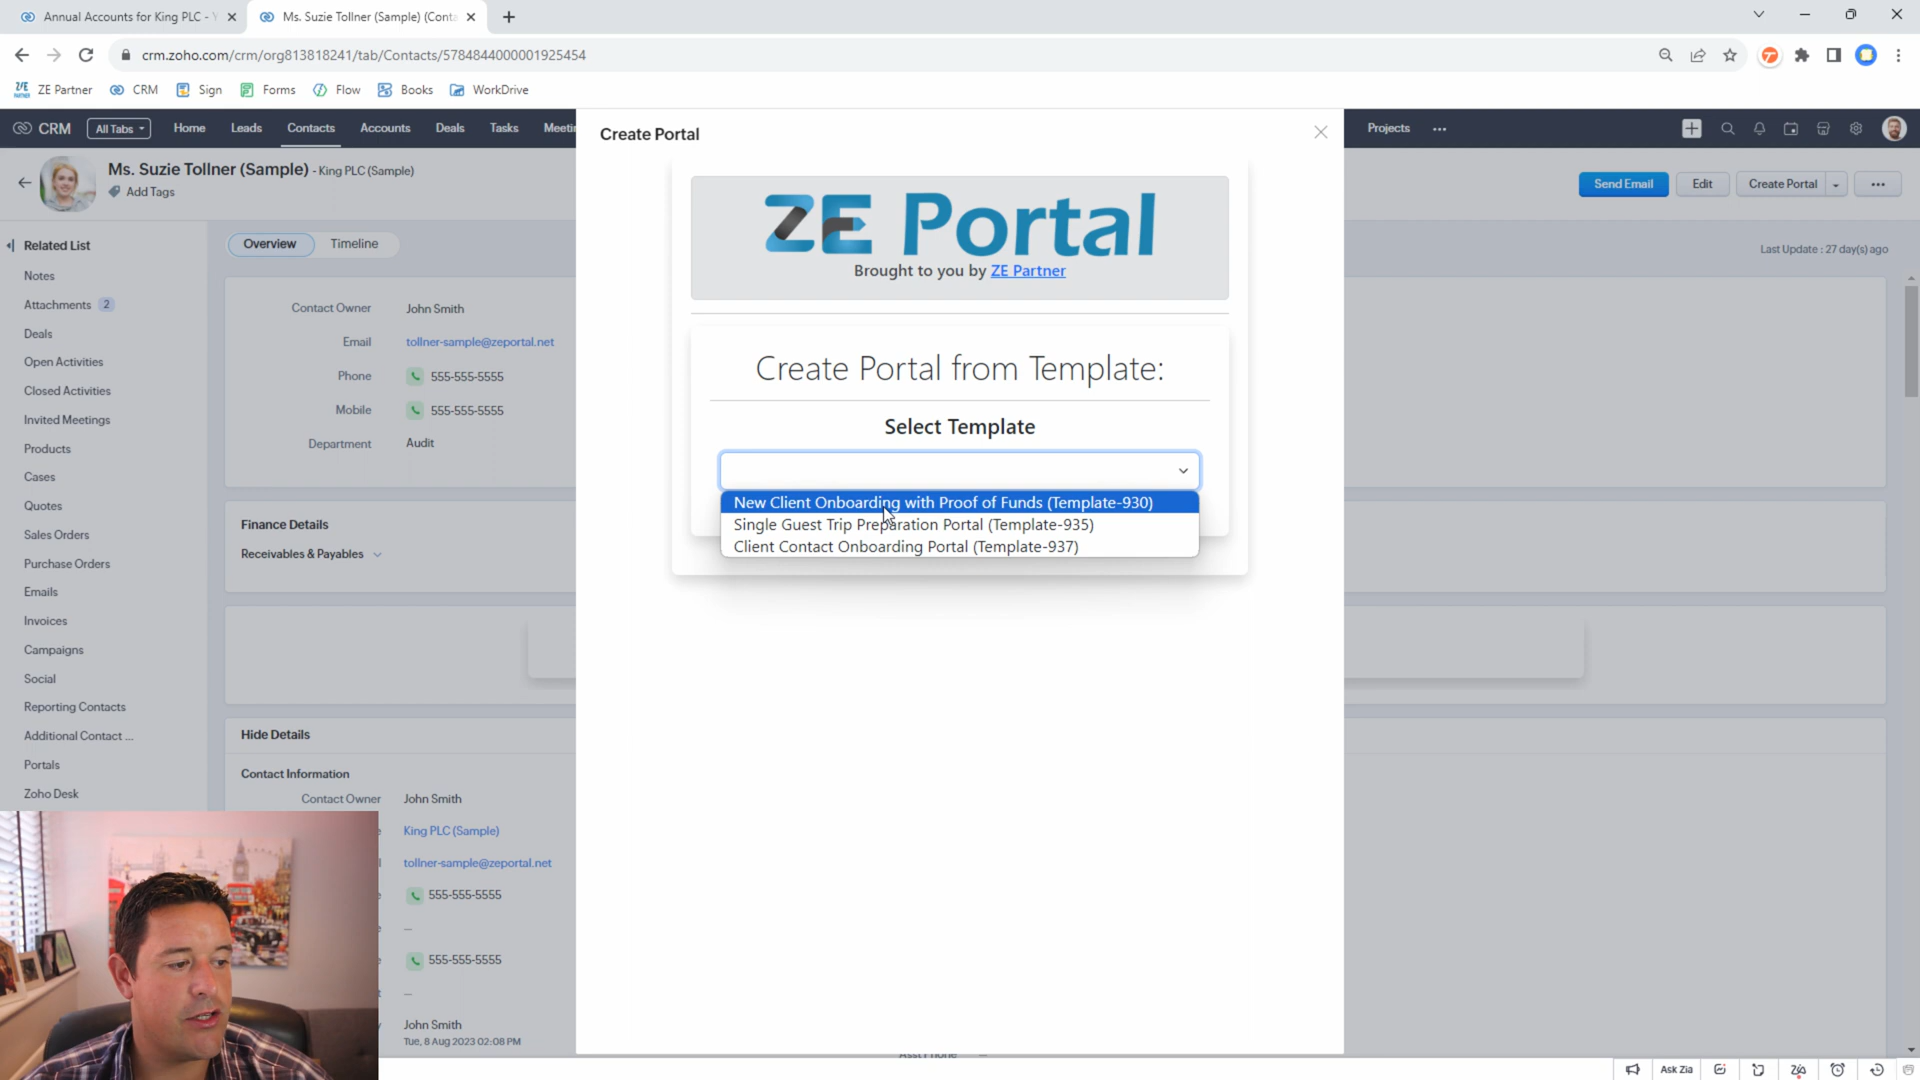 Annual Accounts for King PLC -
Ms. Suzie Tollner (Sample) (Conta
crm.zoho.com/crm/org813818241/tab/Contacts/5784844000001925454
ZE Partner
CRM
Sign
Forms
Flow
Books
WorkDrive
CRM
All Tabs
Home
Leads
Contacts
Accounts
Deals
Tasks
Meetin
Create Portal
Projects
Ms. Suzie Tollner (Sample) - King PLC (Sample)
Add Tags
Send Email
Edit
Create Portal
Related List
Notes
Attachments 2
Deals
Open Activities
Closed Activities
Invited Meetings
Products
Cases
Quotes
Sales Orders
Purchase Orders
Emails
Invoices
Campaigns
Social
Reporting Contacts
Additional Contact ...
Portals
Zoho Desk
Overview
Timeline
Last Update : 27 day(s) ago
Contact Owner John Smith
Email tollner-sample@zeportal.net
Phone 555-555-5555
Mobile 555-555-5555
Department Audit
Finance Details
Receivables & Payables
Hide Details
Contact Information
Contact Owner John Smith
King PLC (Sample)
tollner-sample@zeportal.net
555-555-5555
—
555-555-5555
—
John Smith
Tue, 8 Aug 2023 02:08 PM
ZE Portal
Brought to you by ZE Partner
Create Portal from Template:
Select Template
New Client Onboarding with Proof of Funds (Template-930)
Single Guest Trip Preparation Portal (Template-935)
Client Contact Onboarding Portal (Template-937)
Asst Phone —
Ask Zia